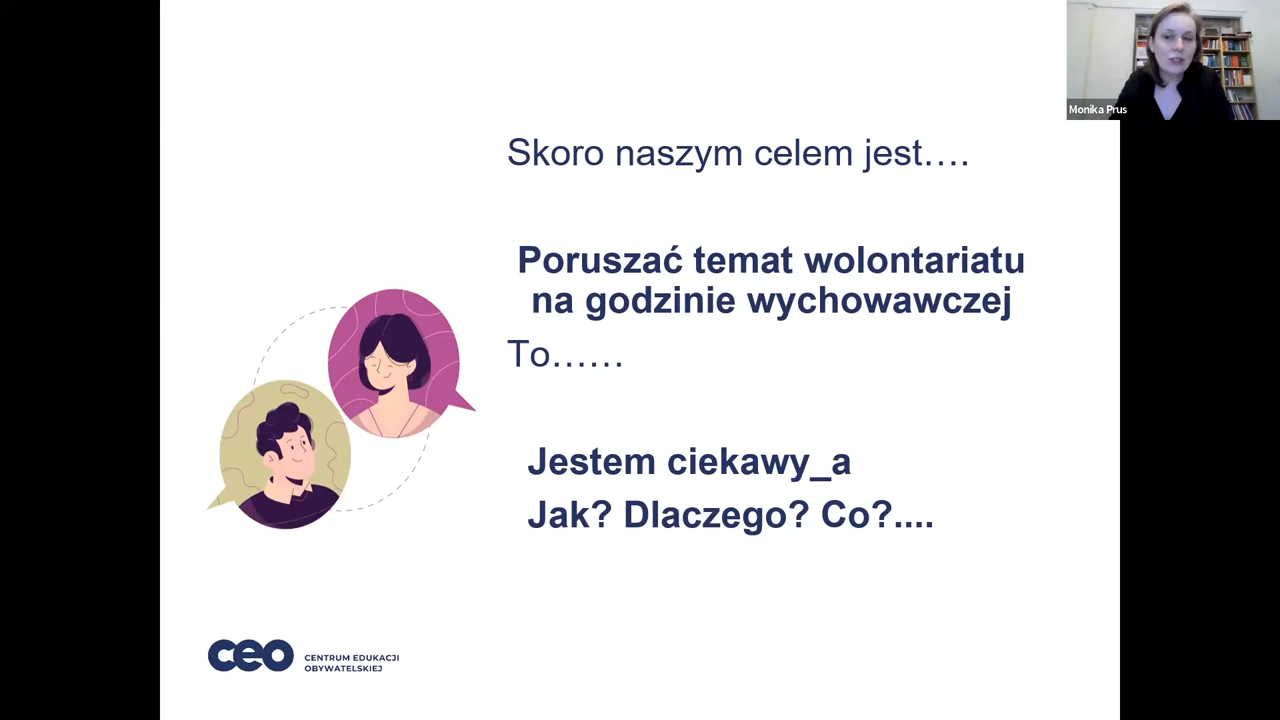 Monika Prus
Skoro naszym celem jest….
Poruszać temat wolontariatu
na godzinie wychowawczej
To……
Jestem ciekawy_a
Jak? Dlaczego? Co?....
ceo
CENTRUM EDUKACJI
OBYWATELSKIEJ